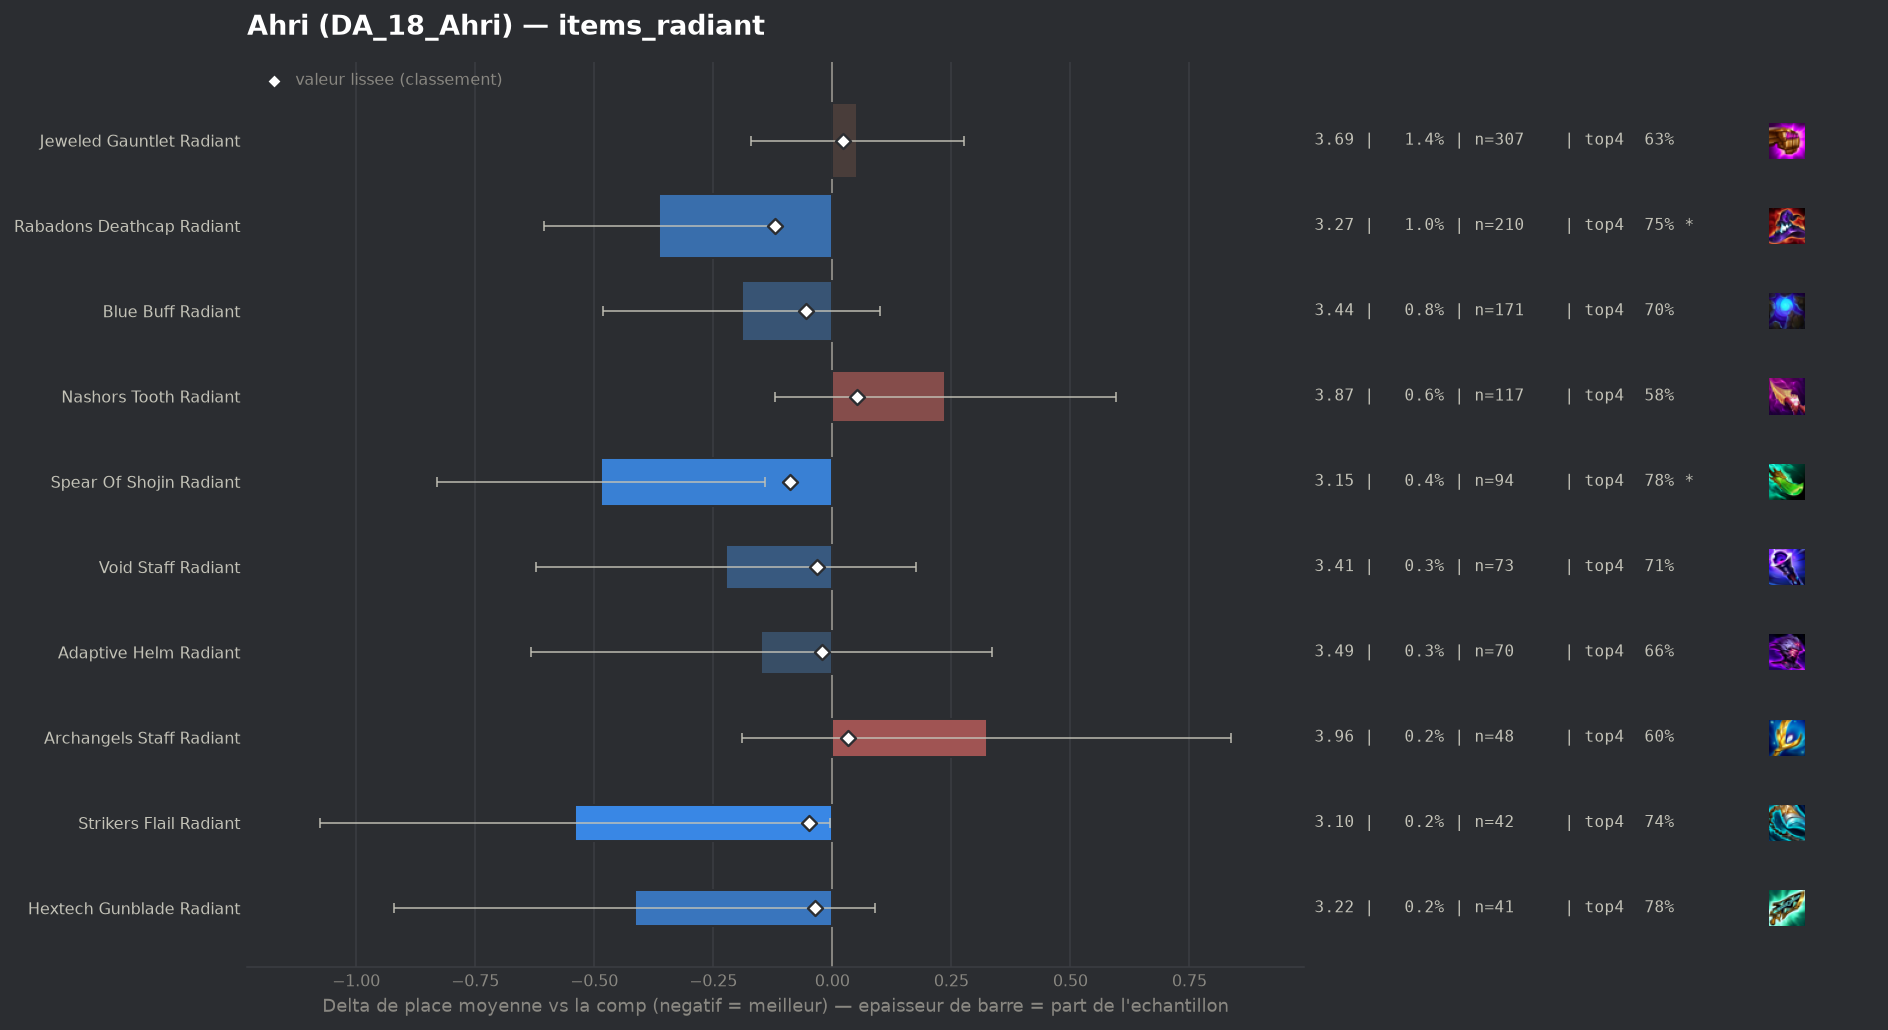 Ahri (DA_18_Ahri) — items_radiant
valeur lissee (classement)
Jeweled Gauntlet Radiant 3.69 | 1.4% | n=307 | top4 63%
Rabadons Deathcap Radiant 3.27 | 1.0% | n=210 | top4 75% *
Blue Buff Radiant 3.44 | 0.8% | n=171 | top4 70%
Nashors Tooth Radiant 3.87 | 0.6% | n=117 | top4 58%
Spear Of Shojin Radiant 3.15 | 0.4% | n=94 | top4 78% *
Void Staff Radiant 3.41 | 0.3% | n=73 | top4 71%
Adaptive Helm Radiant 3.49 | 0.3% | n=70 | top4 66%
Archangels Staff Radiant 3.96 | 0.2% | n=48 | top4 60%
Strikers Flail Radiant 3.10 | 0.2% | n=42 | top4 74%
Hextech Gunblade Radiant 3.22 | 0.2% | n=41 | top4 78%
−1.00 −0.75 −0.50 −0.25 0.00 0.25 0.50 0.75
Delta de place moyenne vs la comp (negatif = meilleur) — epaisseur de barre = part de l'echantillon